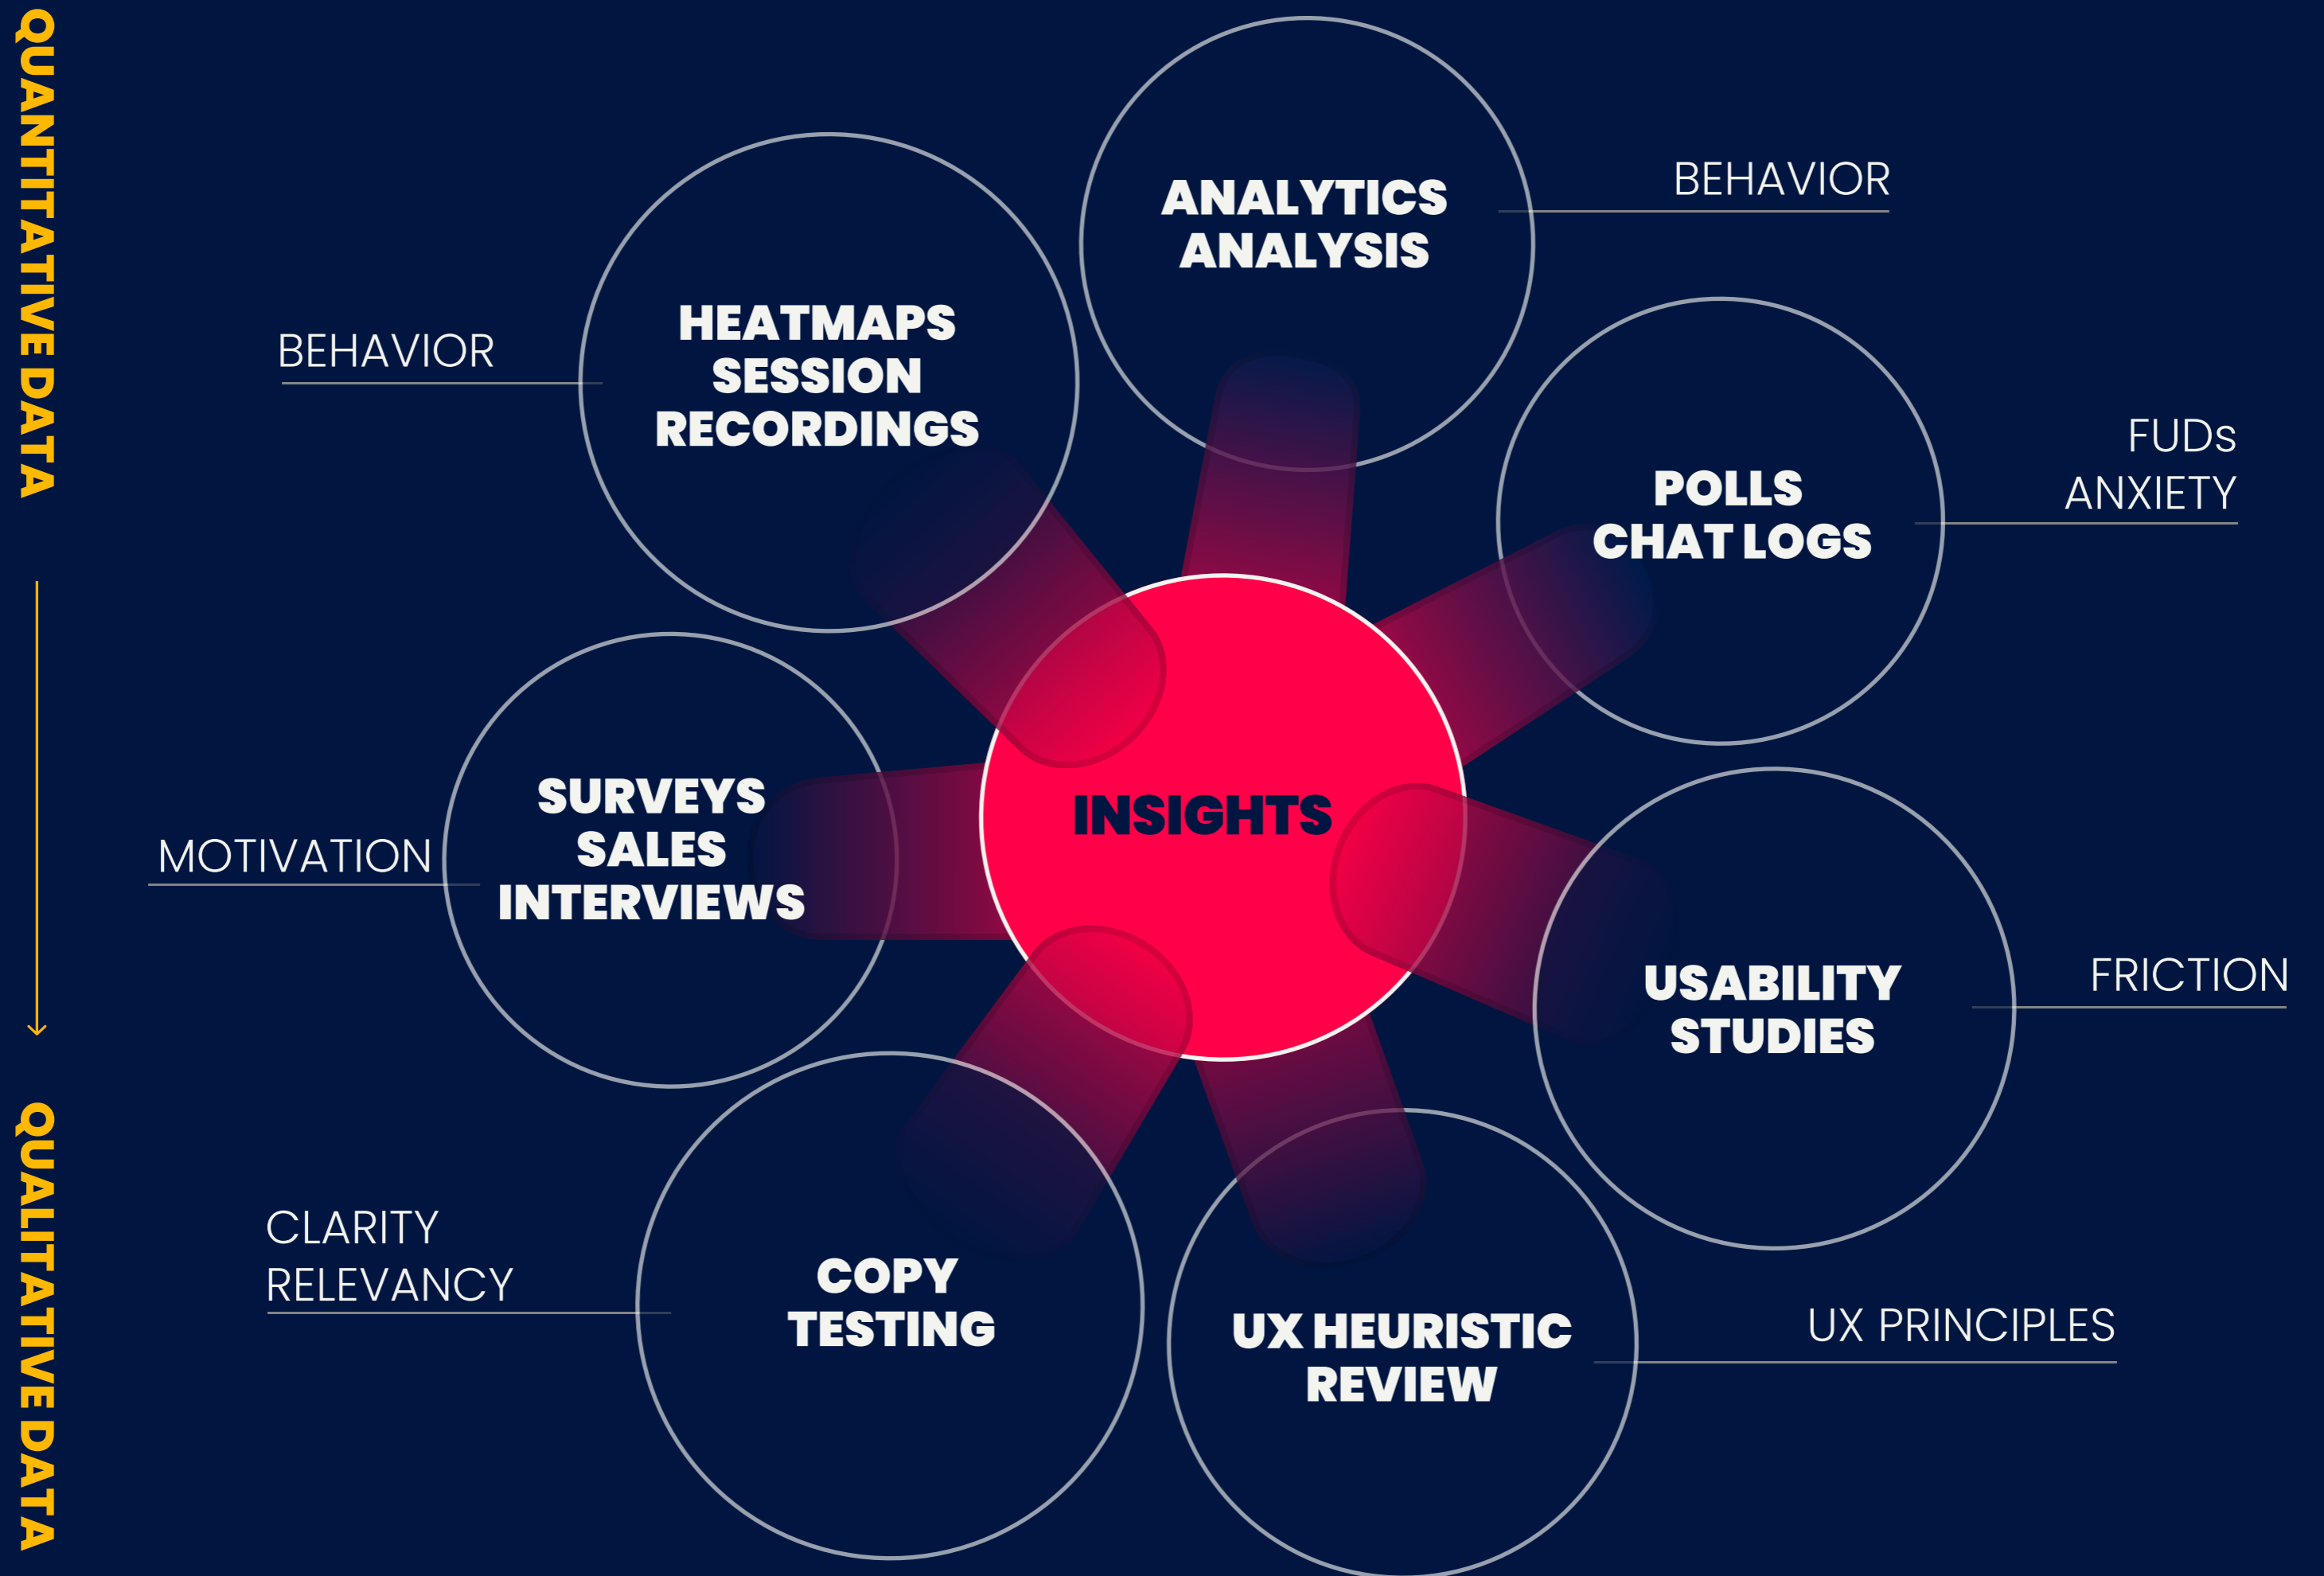 QUANTITATIVE DATA
QUALITATIVE DATA
ANALYTICS
ANALYSIS
BEHAVIOR
HEATMAPS
SESSION
RECORDINGS
BEHAVIOR
POLLS
CHAT LOGS
FUDs
ANXIETY
SURVEYS
SALES
INTERVIEWS
MOTIVATION
INSIGHTS
USABILITY
STUDIES
FRICTION
COPY
TESTING
CLARITY
RELEVANCY
UX HEURISTIC
REVIEW
UX PRINCIPLES